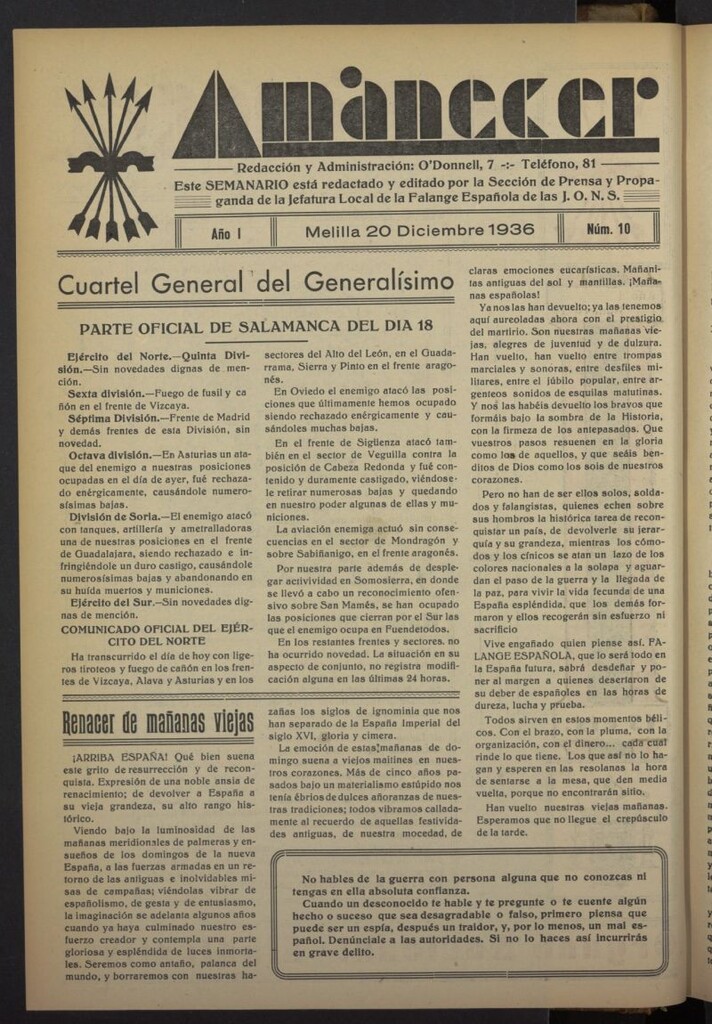 Amànecer
Redacción y Administración: O'Donnell, 7 -:- Teléfono, 81
Este SEMANARIO está redactado y editado por la Sección de Prensa y Propa-
ganda de la Jefatura Local de la Falange Española de las J. O. N. S.
Año I
Melilla 20 Diciembre 1936
Núm. 10
Cuartel General del Generalísimo
PARTE OFICIAL DE SALAMANCA DEL DIA 18
Ejército del Norte.—Quinta Divi-
sión.—Sin novedades dignas de men-
ción.
Sexta división.—Fuego de fusil y ca
ñón en el frente de Vizcaya.
Séptima División.—Frente de Madrid
y demás frentes de esta División, sin
novedad.
Octava división.—En Asturias un ata-
que del enemigo a nuestras posiciones
ocupadas en el día de ayer, fué rechaza-
do enérgicamente, causándole numero-
sísimas bajas.
División de Soria.—El enemigo atacó
con tanques, artillería y ametralladoras
una de nuestras posiciones en el frente
de Guadalajara, siendo rechazado e in-
fringiéndole un duro castigo, causándole
numerosísimas bajas y abandonando en
su huída muertos y municiones.
Ejército del Sur.—Sin novedades dig-
nas de mención.
COMUNICADO OFICIAL DEL EJÉR-
CITO DEL NORTE
Ha transcurrido el día de hoy con lige-
ros tiroteos y fuego de cañón en los fren-
tes de Vizcaya, Alava y Asturias y en los
sectores del Alto del León, en el Guada-
rrama, Sierra y Pinto en el frente arago-
nés.
En Oviedo el enemigo atacó las posi-
ciones que últimamente hemos ocupado
siendo rechazado enérgicamente y cau-
sándoles muchas bajas.
En el frente de Sigüenza atacó tam-
bién en el sector de Veguilla contra la
posición de Cabeza Redonda y fué con-
tenido y duramente castigado, viéndose-
le retirar numerosas bajas y quedando
en nuestro poder algunas de ellas y mu-
niciones.
La aviación enemiga actuó sin conse-
cuencias en el sector de Mondragón y
sobre Sabiñanigo, en el frente aragonés.
Por nuestra parte además de desple-
gar activividad en Somosierra, en donde
se llevó a cabo un reconocimiento ofen-
sivo sobre San Mamés, se han ocupado
las posiciones que cierran por el Sur las
que el enemigo ocupa en Fuendetodos.
En los restantes frentes y sectores. no
ha ocurrido novedad. La situación en su
aspecto de conjunto, no registra modifi-
cación alguna en las últimas 24 horas.
Renacer de mañanas viejas
¡ARRIBA ESPAÑA! Qué bien suena
este grito de resurrección y de recon-
quista. Expresión de una noble ansia de
renacimiento; de devolver a España a
su vieja grandeza, su alto rango his-
tórico.
Viendo bajo la luminosidad de las
mañanas meridionales de palmeras y en-
sueños de los domingos de la nueva
España, a las fuerzas armadas en un re-
torno de las antiguas e inolvidables mi-
sas de campañas; viéndolas vibrar de
españolismo, de gesta y de entusiasmo,
la imaginación se adelanta algunos años
cuando ya haya culminado nuestro es-
fuerzo creador y contempla una parte
gloriosa y espléndida de luces inmorta-
les. Seremos como antaño, palanca del
mundo, y borraremos con nuestras ha-
zañas los siglos de ignominia que nos
han separado de la España Imperial del
siglo XVI, gloria y cimera.
La emoción de estas mañanas de do-
mingo suena a viejos maitines en nues-
tros corazones. Más de cinco años pa-
sados bajo un materialismo estúpido nos
tenía ébrios de dulces añoranzas de nues-
tras tradiciones; todos vibramos callada-
mente al recuerdo de aquellas festivida-
des antiguas, de nuestra mocedad, de
claras emociones eucarísticas. Mañani-
tas antiguas del sol y mantillas. ¡Maña-
nas españolas!
Ya nos las han devuelto; ya las tenemos
aquí aureoladas ahora con el prestigio
del martirio. Son nuestras mañanas vie-
jas, alegres de juventud y de dulzura.
Han vuelto, han vuelto entre trompas
marciales y sonoras, entre desfiles mi-
litares, entre el júbilo popular, entre ar-
genteos sonidos de esquilas matutinas.
Y nos las habéis devuelto los bravos que
formáis bajo la sombra de la Historia,
con la firmeza de los antepasados. Que
vuestros pasos resuenen en la gloria
como los de aquellos, y que seáis ben-
ditos de Dios como los sois de nuestros
corazones.
Pero no han de ser ellos solos, solda-
dos y falangistas, quienes echen sobre
sus hombros la histórica tarea de recon-
quistar un país, de devolverle su jerar-
quía y su grandeza, mientras los cómo-
dos y los cínicos se atan un lazo de los
colores nacionales a la solapa y aguar-
dan el paso de la guerra y la llegada de
la paz, para vivir la vida fecunda de una
España espléndida, que los demás for-
maron y ellos recogerán sin esfuerzo ni
sacrificio
Vive engañado quien piense así. FA-
LANGE ESPAÑOLA, que lo será todo en
la España futura, sabrá desdeñar y po-
ner al margen a quienes desertaron de
su deber de españoles en las horas de
dureza, lucha y prueba.
Todos sirven en estos momentos béli-
cos. Con el brazo, con la pluma, con la
organización, con el dinero... cada cual
rinde lo que tiene. Los que así no lo ha-
gan y esperen en las resolanas la hora
de sentarse a la mesa, que den media
vuelta, porque no encontrarán sitio.
Han vuelto nuestras viejas mañanas.
Esperamos que no llegue el crepúsculo
de la tarde.
No hables de la guerra con persona alguna que no conozcas ni
tengas en ella absoluta confianza.
Cuando un desconocido te hable y te pregunte o te cuente algún
hecho o suceso que sea desagradable o falso, primero piensa que
puede ser un espía, después un traidor, y, por lo menos, un mal es-
pañol. Denúnciale a las autoridades. Si no lo haces así incurrirás
en grave delito.